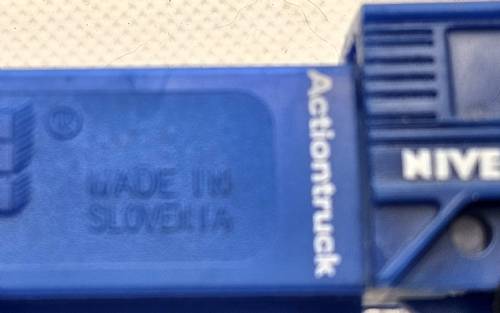 ®
MADE IN
SLOVENIA
Actiontruck
NIVE